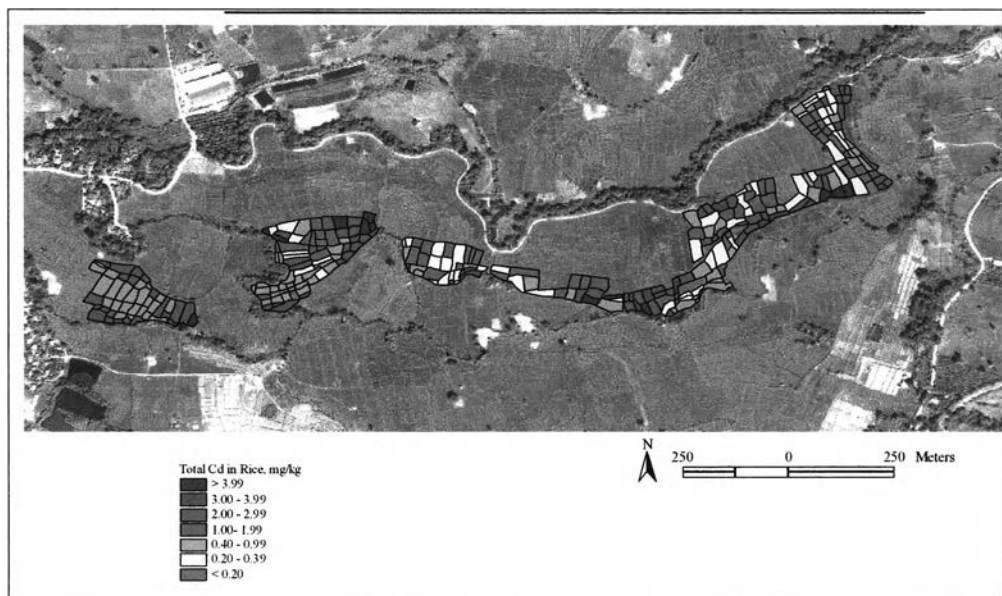 N
250 0 250 Meters
Total Cd in Rice, mg/kg
> 3.99
3.00 - 3.99
2.00 - 2.99
1.00- 1.99
0.40 - 0.99
0.20 - 0.39
< 0.20